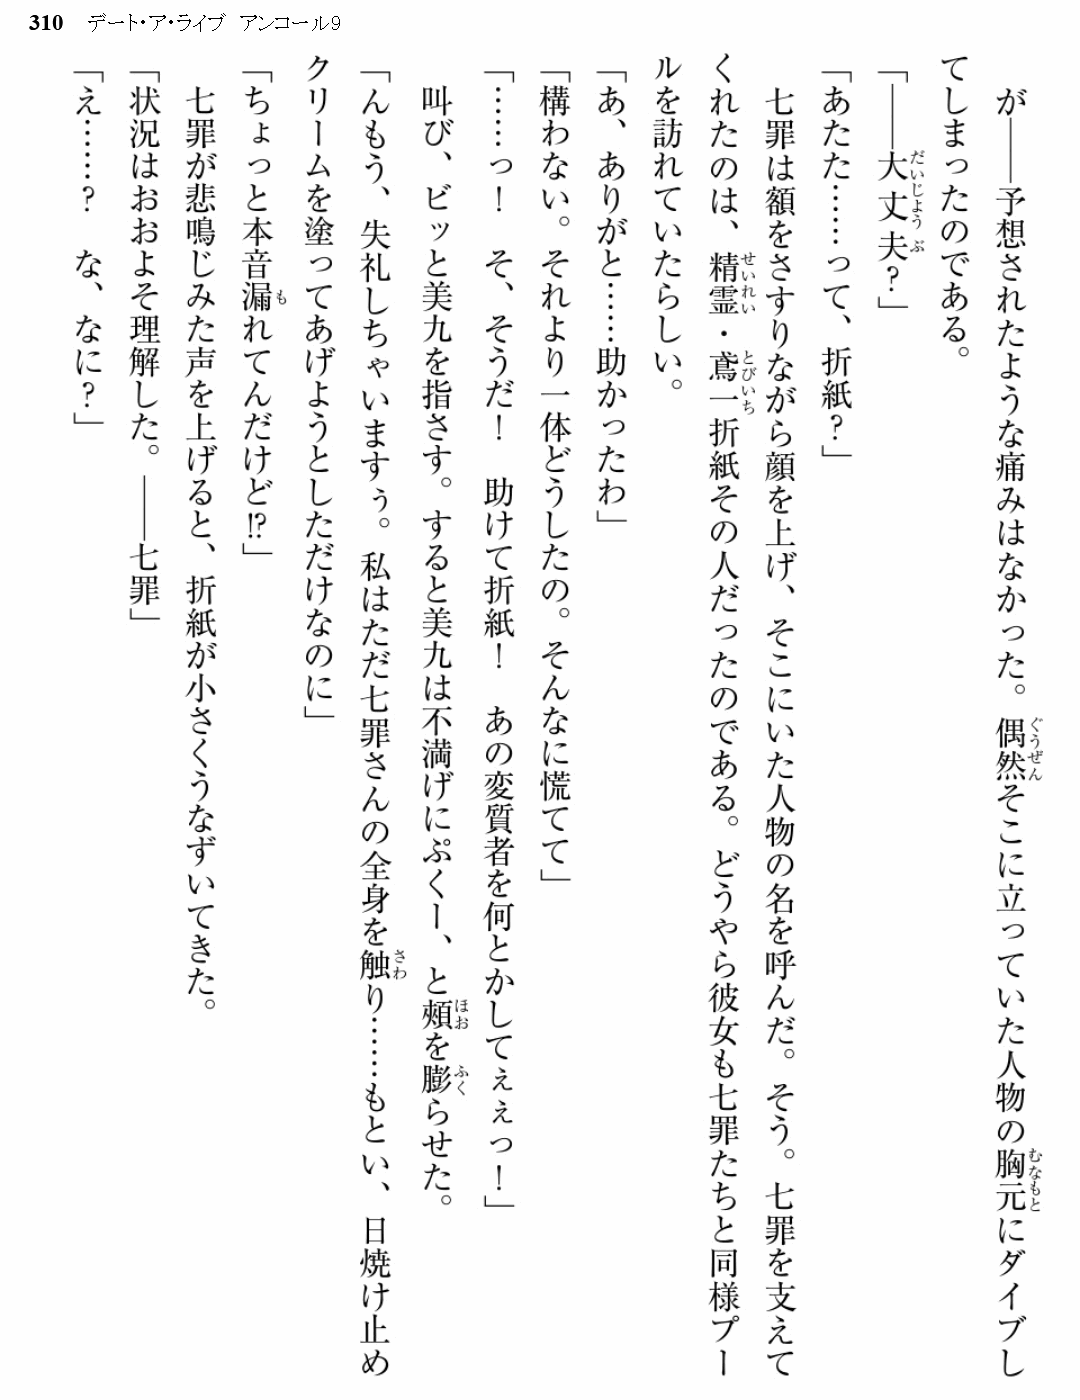 310 デート・ア・ライブ アンコール9
が――予想されたような痛みはなかった。偶然そこに立っていた人物の胸元にダイブし
てしまったのである。
「――大丈夫?」
「あたた……って、折紙?」
七罪は額をさすりながら顔を上げ、そこにいた人物の名を呼んだ。そう。七罪を支えて
くれたのは、精霊・鳶一折紙その人だったのである。どうやら彼女も七罪たちと同様プー
ルを訪れていたらしい。
「あ、ありがと……助かったわ」
「構わない。それより一体どうしたの。そんなに慌てて」
「……っ! そ、そうだ! 助けて折紙! あの変質者を何とかしてぇぇっ!」
叫び、ビッと美九を指さす。すると美九は不満げにぷくー、と頰を膨らせた。
「んもう、失礼しちゃいますぅ。私はただ七罪さんの全身を触り……もとい、日焼け止め
クリームを塗ってあげようとしただけなのに」
「ちょっと本音漏れてんだけど!?」
七罪が悲鳴じみた声を上げると、折紙が小さくうなずいてきた。
「状況はおおよそ理解した。――七罪」
「え……? な、なに?」